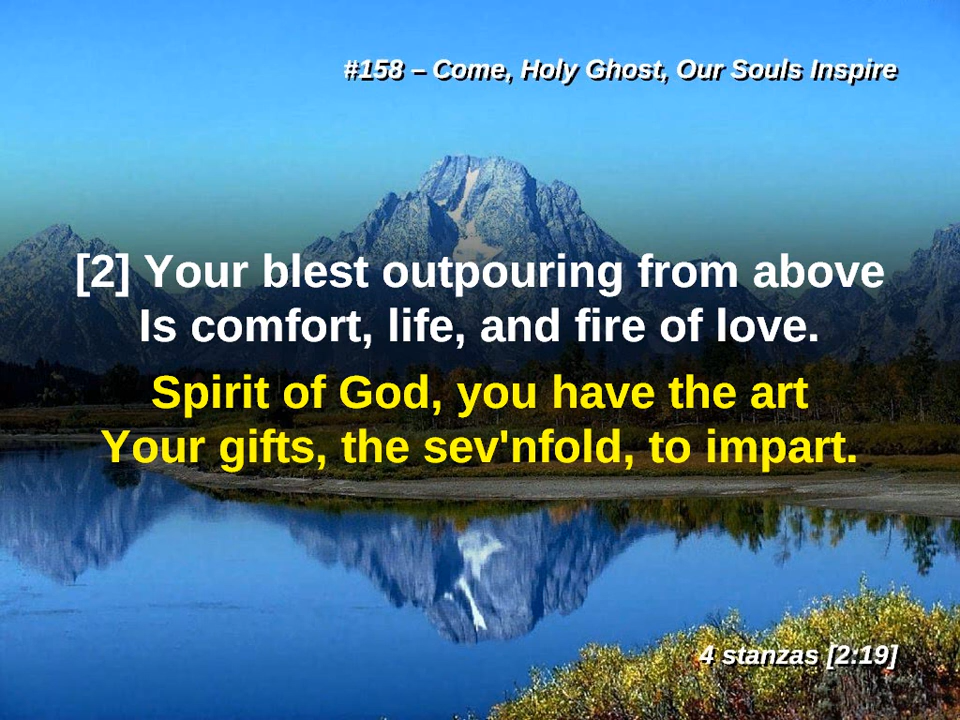 #158 – Come, Holy Ghost, Our Souls Inspire
[2] Your blest outpouring from above
Is comfort, life, and fire of love.
Spirit of God, you have the art
Your gifts, the sev'nfold, to impart.
4 stanzas [2:19]